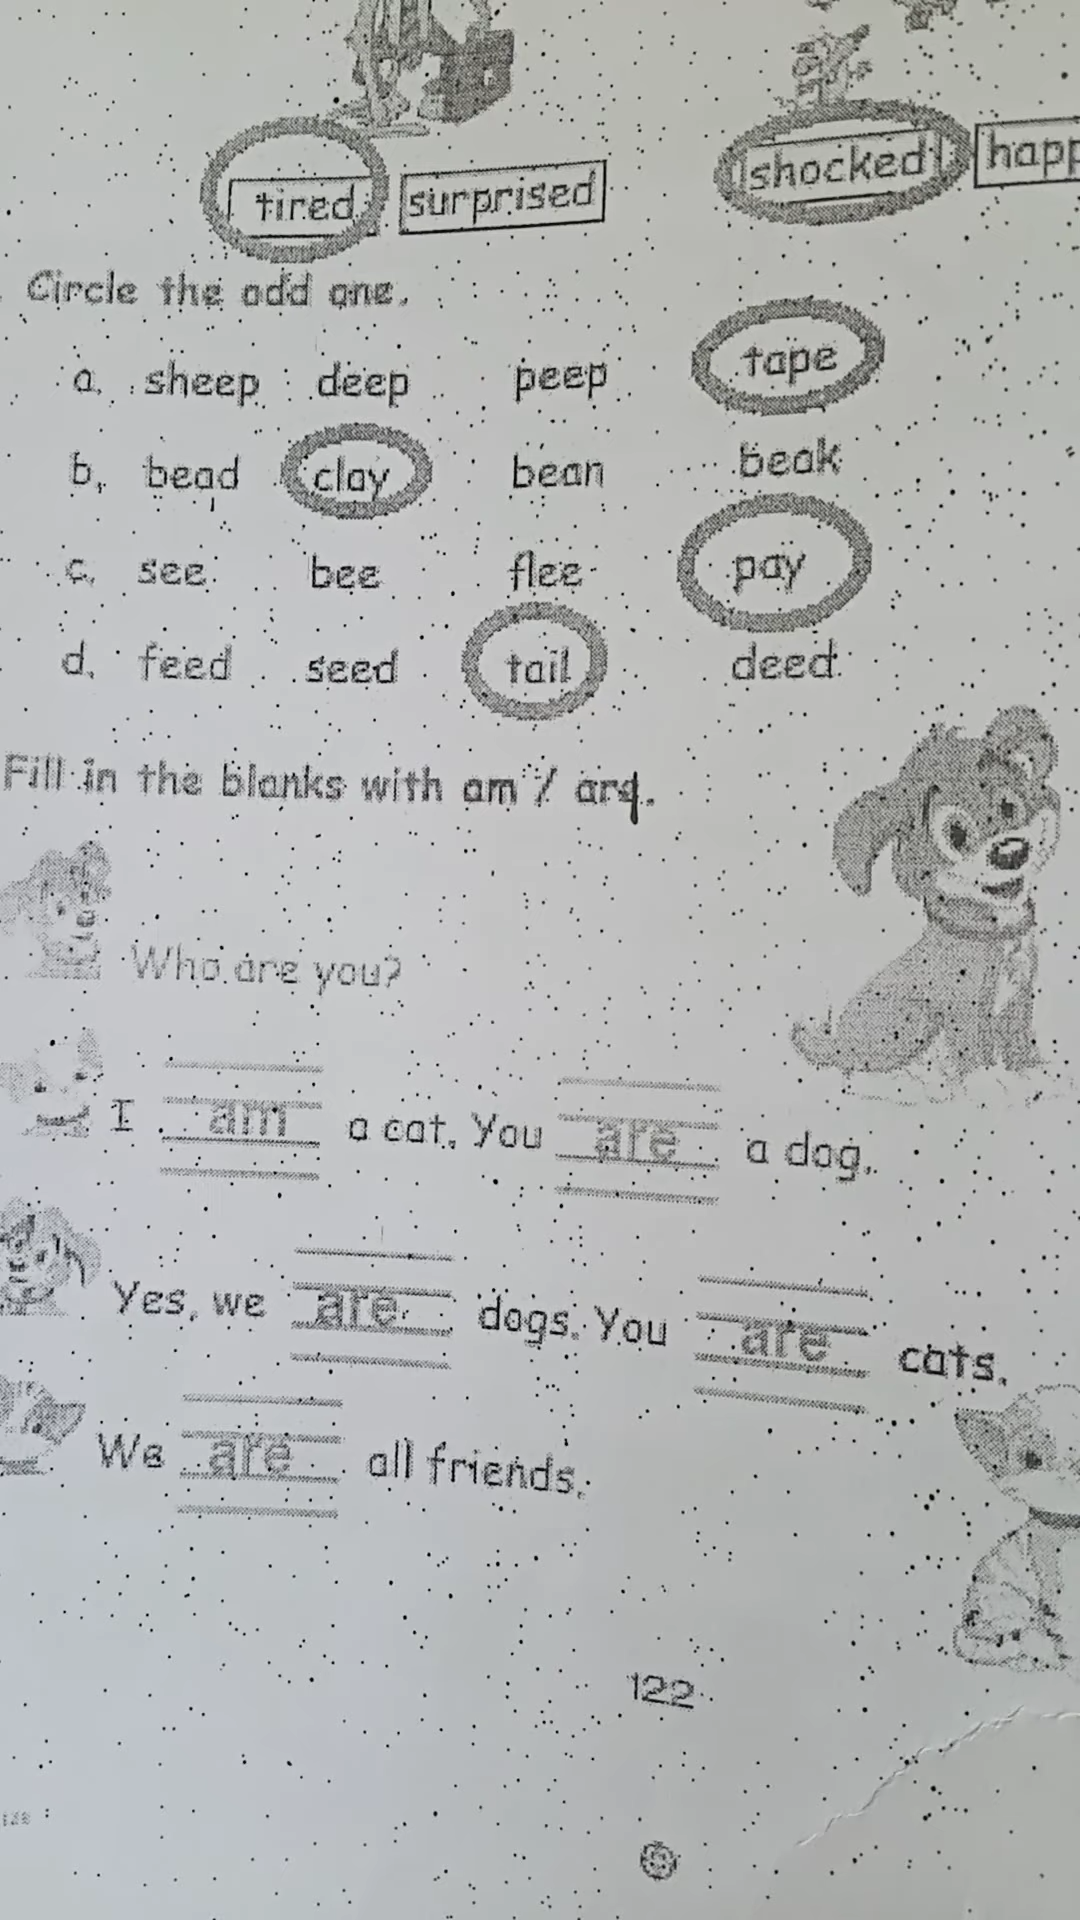 tired surprised shocked happ
Circle the odd one.
a. sheep deep peep tape
b. bead clay bean beak
c. see bee flee pay
d. feed seed tail deed
Fill in the blanks with am / are.
Who are you?
I am a cat. You are a dog.
Yes, we are dogs. You are cats.
We are all friends.
122